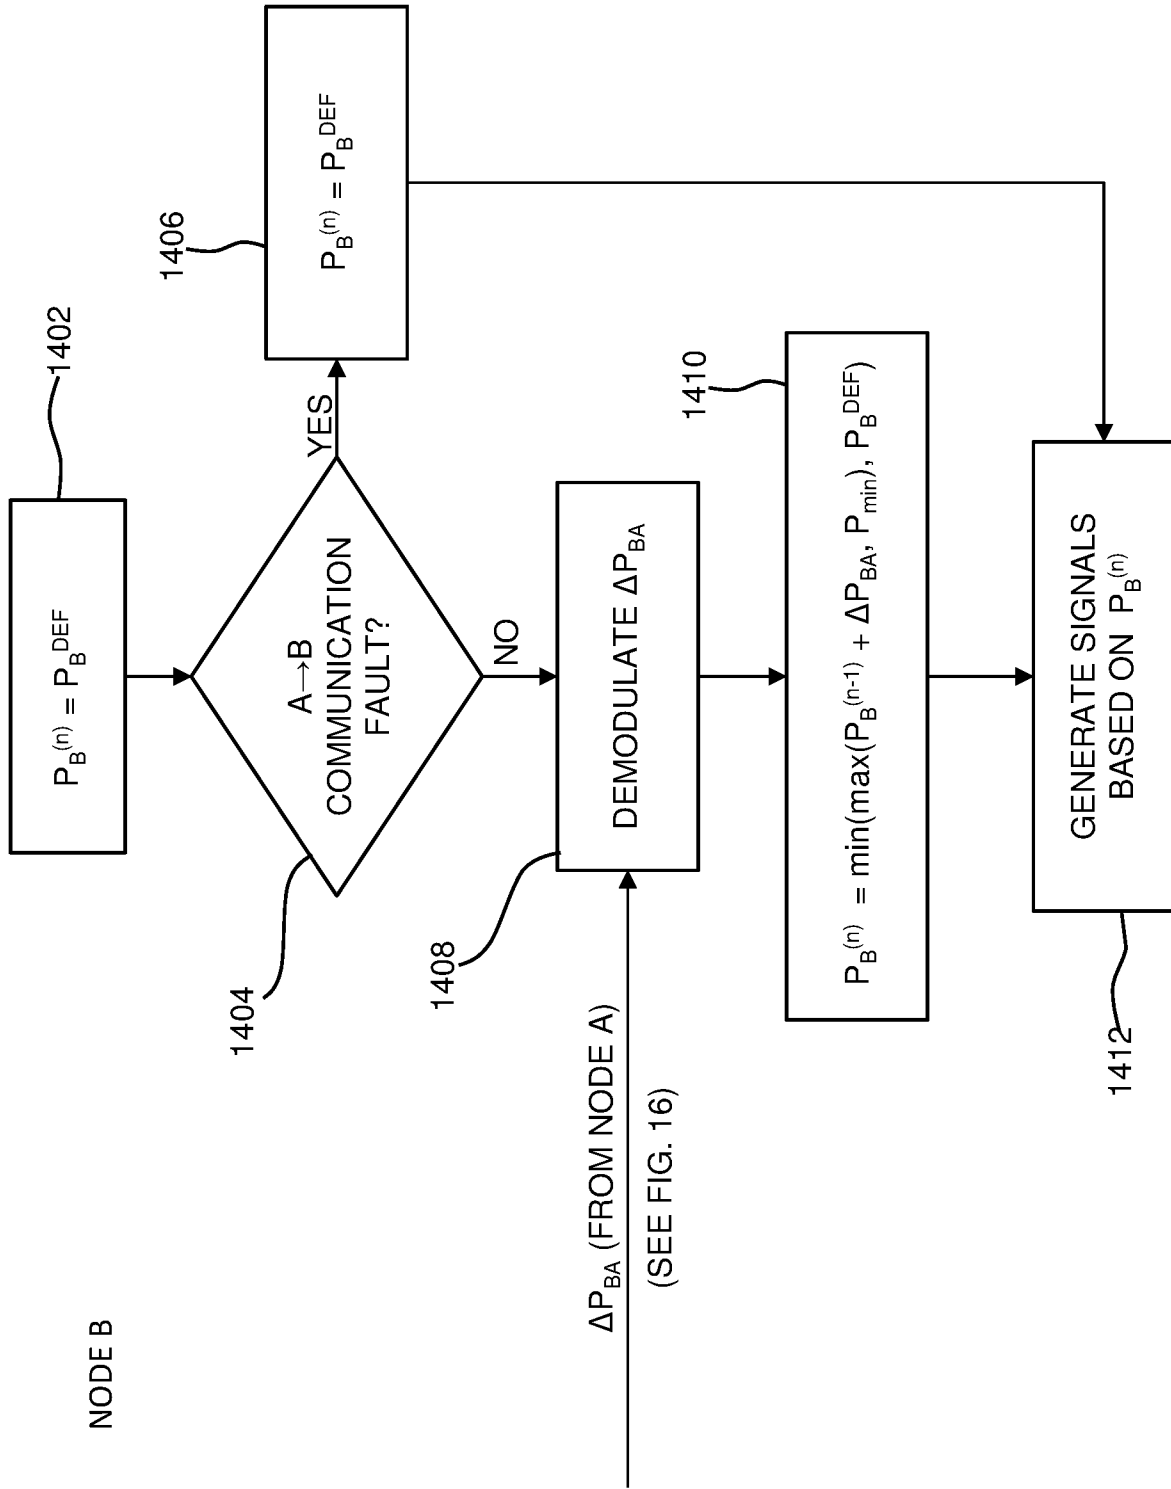 NODE B
P_B^(n) = P_B^DEF
1402
A→B
COMMUNICATION
FAULT?
1404
YES
NO
P_B^(n) = P_B^DEF
1406
ΔP_BA (FROM NODE A)
(SEE FIG. 16)
DEMODULATE ΔP_BA
1408
P_B^(n) = min(max(P_B^(n-1) + ΔP_BA, P_min), P_B^DEF)
1410
GENERATE SIGNALS
BASED ON P_B^(n)
1412